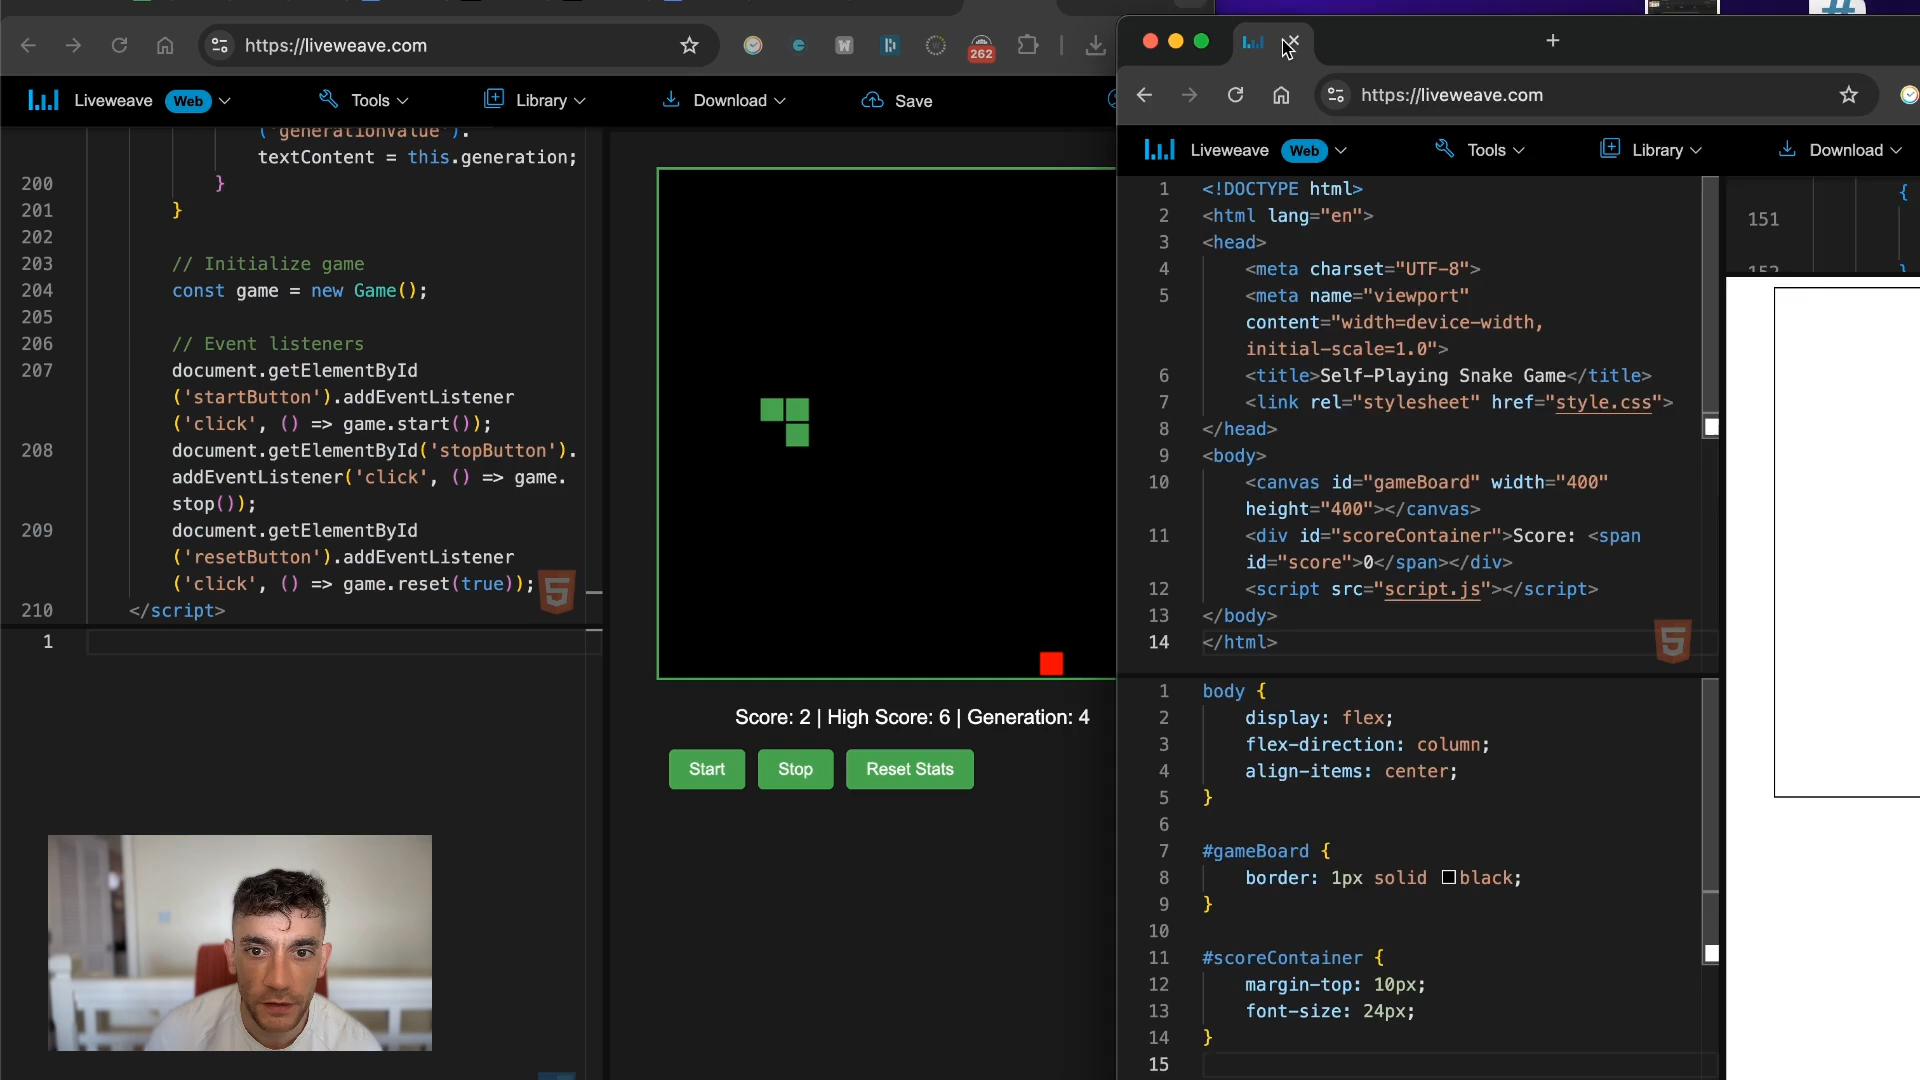 https://liveweave.com
262
Liveweave Web
Tools
Library
Download
Save
('generationValue').
textContent = this.generation;
200 }
201 }
202
203 // Initialize game
204 const game = new Game();
205
206 // Event listeners
207 document.getElementById
('startButton').addEventListener
('click', () => game.start());
208 document.getElementById('stopButton').
addEventListener('click', () => game.
stop());
209 document.getElementById
('resetButton').addEventListener
('click', () => game.reset(true));
210 </script>
1
5
Score: 2 | High Score: 6 | Generation: 4
Start
Stop
Reset Stats
#
https://liveweave.com
Liveweave Web
Tools
Library
Download
1 <!DOCTYPE html>
2 <html lang="en">
3 <head>
4 <meta charset="UTF-8">
5 <meta name="viewport"
content="width=device-width,
initial-scale=1.0">
6 <title>Self-Playing Snake Game</title>
7 <link rel="stylesheet" href="style.css">
8 </head>
9 <body>
10 <canvas id="gameBoard" width="400"
height="400"></canvas>
11 <div id="scoreContainer">Score: <span
id="score">0</span></div>
12 <script src="script.js"></script>
13 </body>
14 </html>
5
1 body {
2 display: flex;
3 flex-direction: column;
4 align-items: center;
5 }
6
7 #gameBoard {
8 border: 1px solid black;
9 }
10
11 #scoreContainer {
12 margin-top: 10px;
13 font-size: 24px;
14 }
15
{
151
152 }